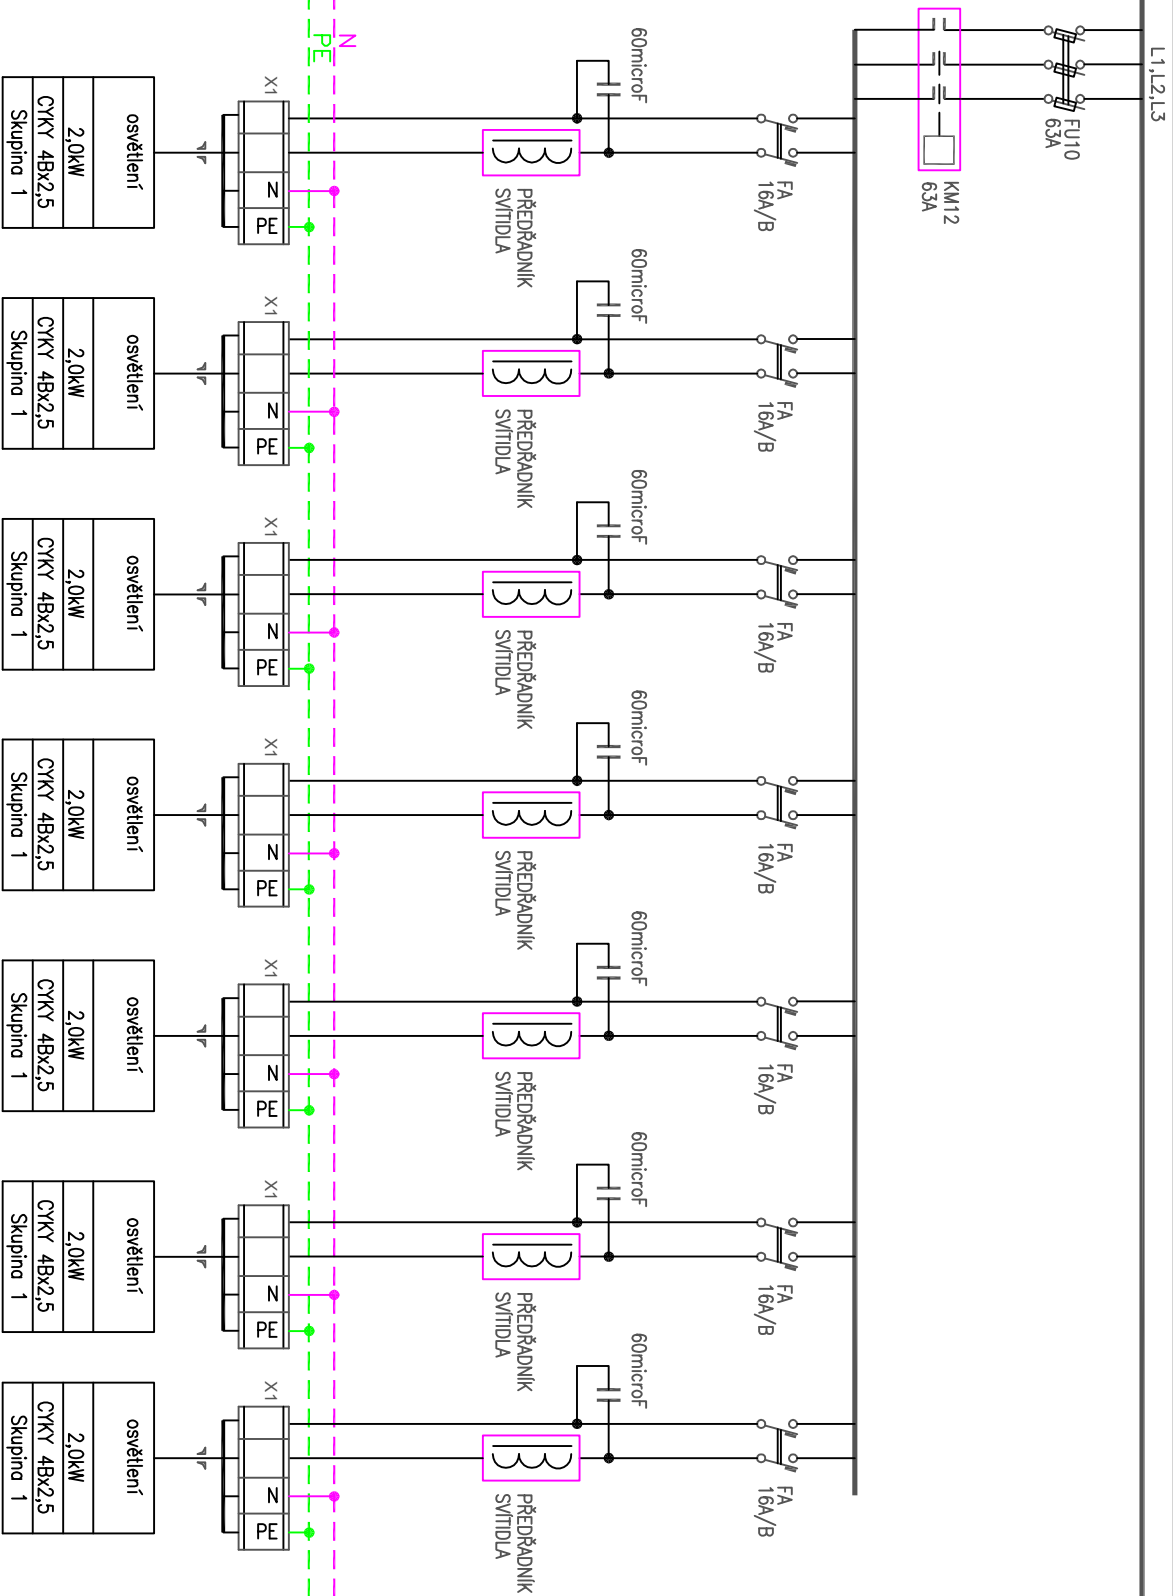 L1,L2,L3
FU10
63A
KM12
63A
FA
16A/B
60microF
PŘEDŘADNÍK
SVÍTIDLA
N
PE
X1
N
PE
osvětlení
2,0kW
CYKY 4Bx2,5
Skupina 1
FA
16A/B
60microF
PŘEDŘADNÍK
SVÍTIDLA
X1
N
PE
osvětlení
2,0kW
CYKY 4Bx2,5
Skupina 1
FA
16A/B
60microF
PŘEDŘADNÍK
SVÍTIDLA
X1
N
PE
osvětlení
2,0kW
CYKY 4Bx2,5
Skupina 1
FA
16A/B
60microF
PŘEDŘADNÍK
SVÍTIDLA
X1
N
PE
osvětlení
2,0kW
CYKY 4Bx2,5
Skupina 1
FA
16A/B
60microF
PŘEDŘADNÍK
SVÍTIDLA
X1
N
PE
osvětlení
2,0kW
CYKY 4Bx2,5
Skupina 1
FA
16A/B
60microF
PŘEDŘADNÍK
SVÍTIDLA
X1
N
PE
osvětlení
2,0kW
CYKY 4Bx2,5
Skupina 1
FA
16A/B
60microF
PŘEDŘADNÍK
SVÍTIDLA
X1
N
PE
osvětlení
2,0kW
CYKY 4Bx2,5
Skupina 1